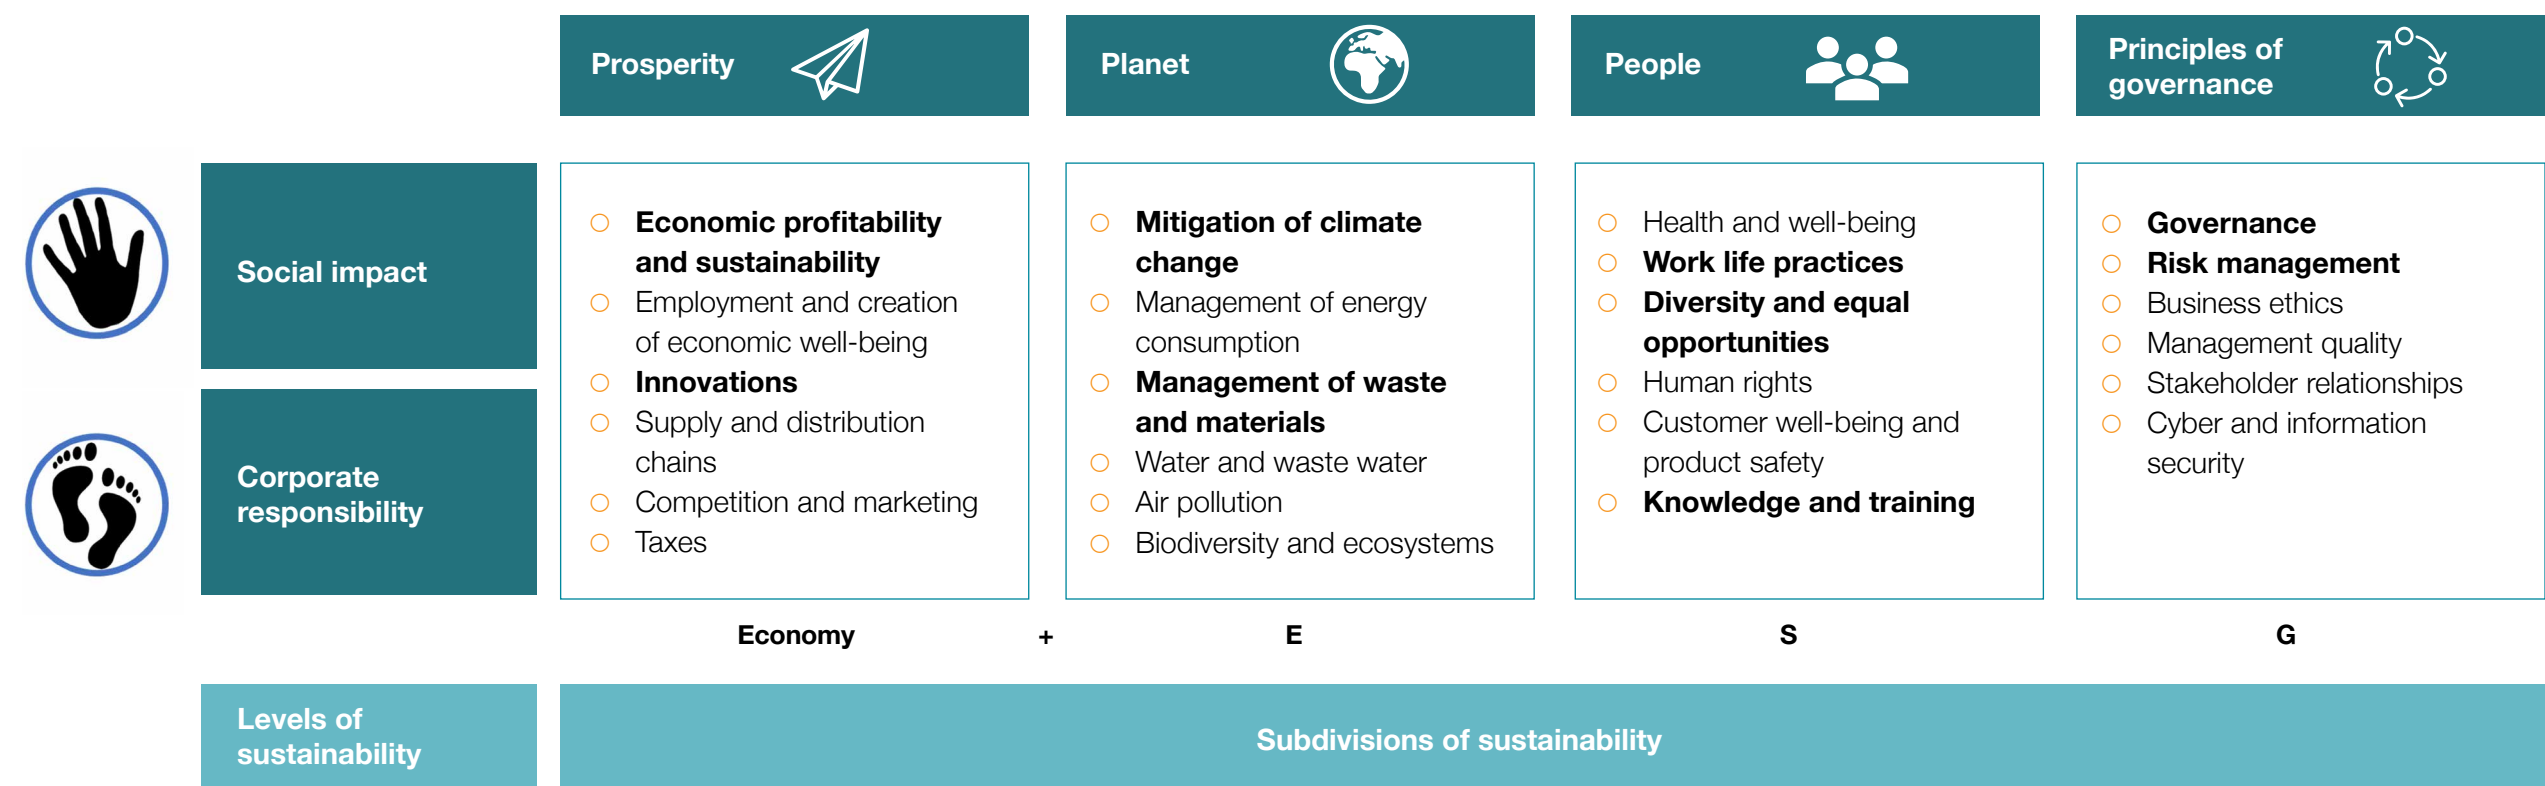 Prosperity
Planet
People
Principles of
governance
Social impact
Corporate
responsibility
Economic profitability
and sustainability
Employment and creation
of economic well-being
Innovations
Supply and distribution
chains
Competition and marketing
Taxes
Mitigation of climate
change
Management of energy
consumption
Management of waste
and materials
Water and waste water
Air pollution
Biodiversity and ecosystems
Health and well-being
Work life practices
Diversity and equal
opportunities
Human rights
Customer well-being and
product safety
Knowledge and training
Governance
Risk management
Business ethics
Management quality
Stakeholder relationships
Cyber and information
security
Economy + E S G
Levels of
sustainability
Subdivisions of sustainability